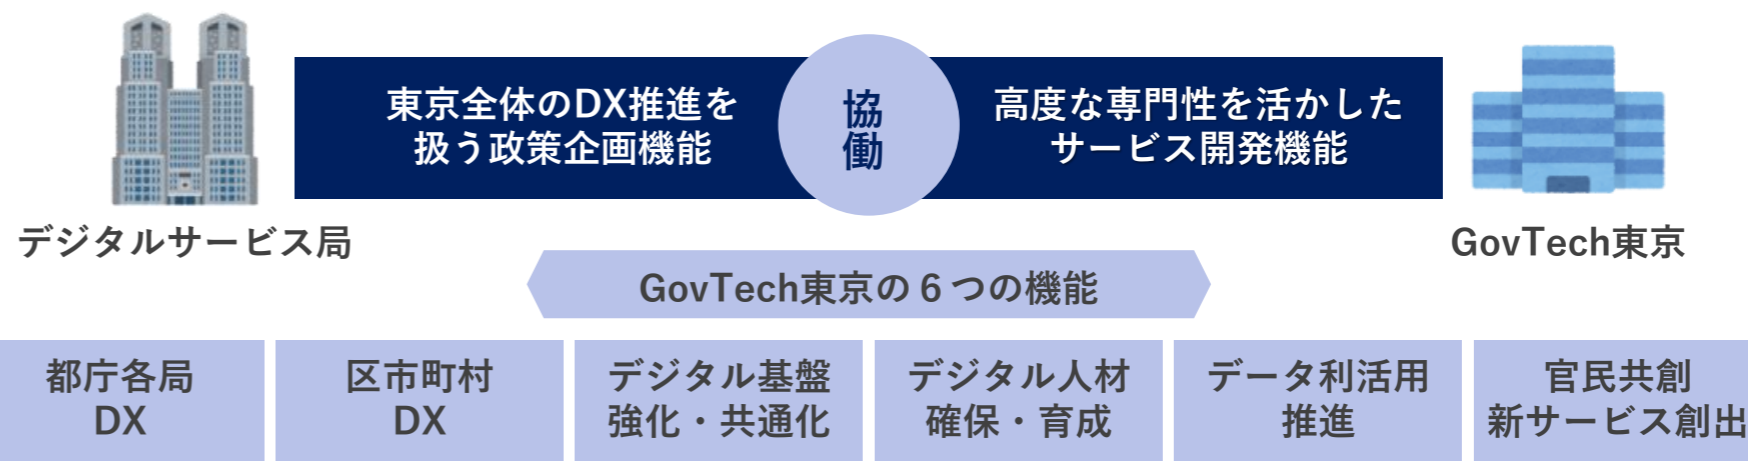 東京全体のDX推進を
扱う政策企画機能
協
働
高度な専門性を活かした
サービス開発機能
デジタルサービス局
GovTech東京
GovTech東京の６つの機能
都庁各局
DX
区市町村
DX
デジタル基盤
強化・共通化
デジタル人材
確保・育成
データ利活用
推進
官民共創
新サービス創出